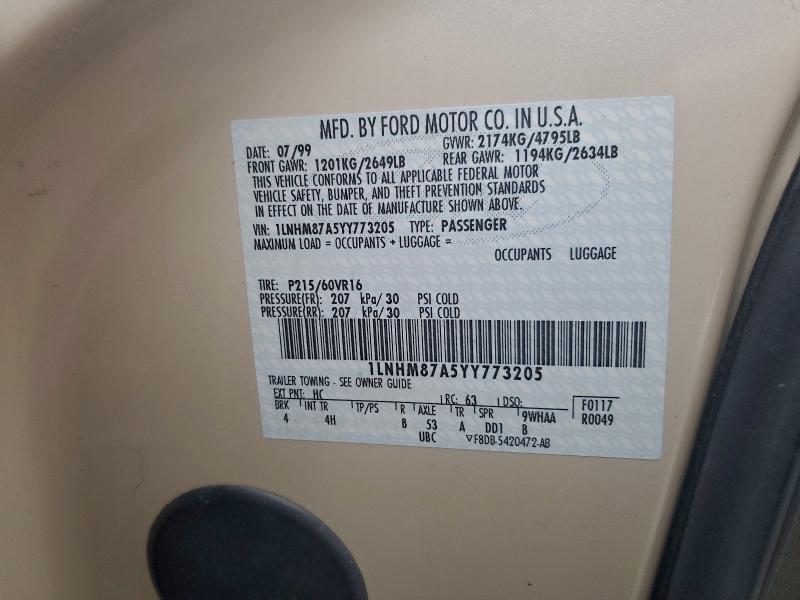 MFD. BY FORD MOTOR CO. IN U.S.A.
DATE: 07/99 GVWR: 2174KG/4795LB
FRONT GAWR: 1201KG/2649LB REAR GAWR: 1194KG/2634LB
THIS VEHICLE CONFORMS TO ALL APPLICABLE FEDERAL MOTOR
VEHICLE SAFETY, BUMPER, AND THEFT PREVENTION STANDARDS
IN EFFECT ON THE DATE OF MANUFACTURE SHOWN ABOVE.
VIN: 1LNHM87A5YY773205 TYPE: PASSENGER
MAXIMUM LOAD = OCCUPANTS + LUGGAGE =
OCCUPANTS LUGGAGE
TIRE: P215/60VR16
PRESSURE(FR): 207 kPa/30 PSI COLD
PRESSURE(RR): 207 kPa/30 PSI COLD
1LNHM87A5YY773205
TRAILER TOWING - SEE OWNER GUIDE
EXT PNT: HC RC: 63 DSO: F0117
BRK INT TR TP/PS R AXLE TR SPR 9WHAA R0049
4 4H 8 53 A DD1 B
UBC F8DB-5420472-AB